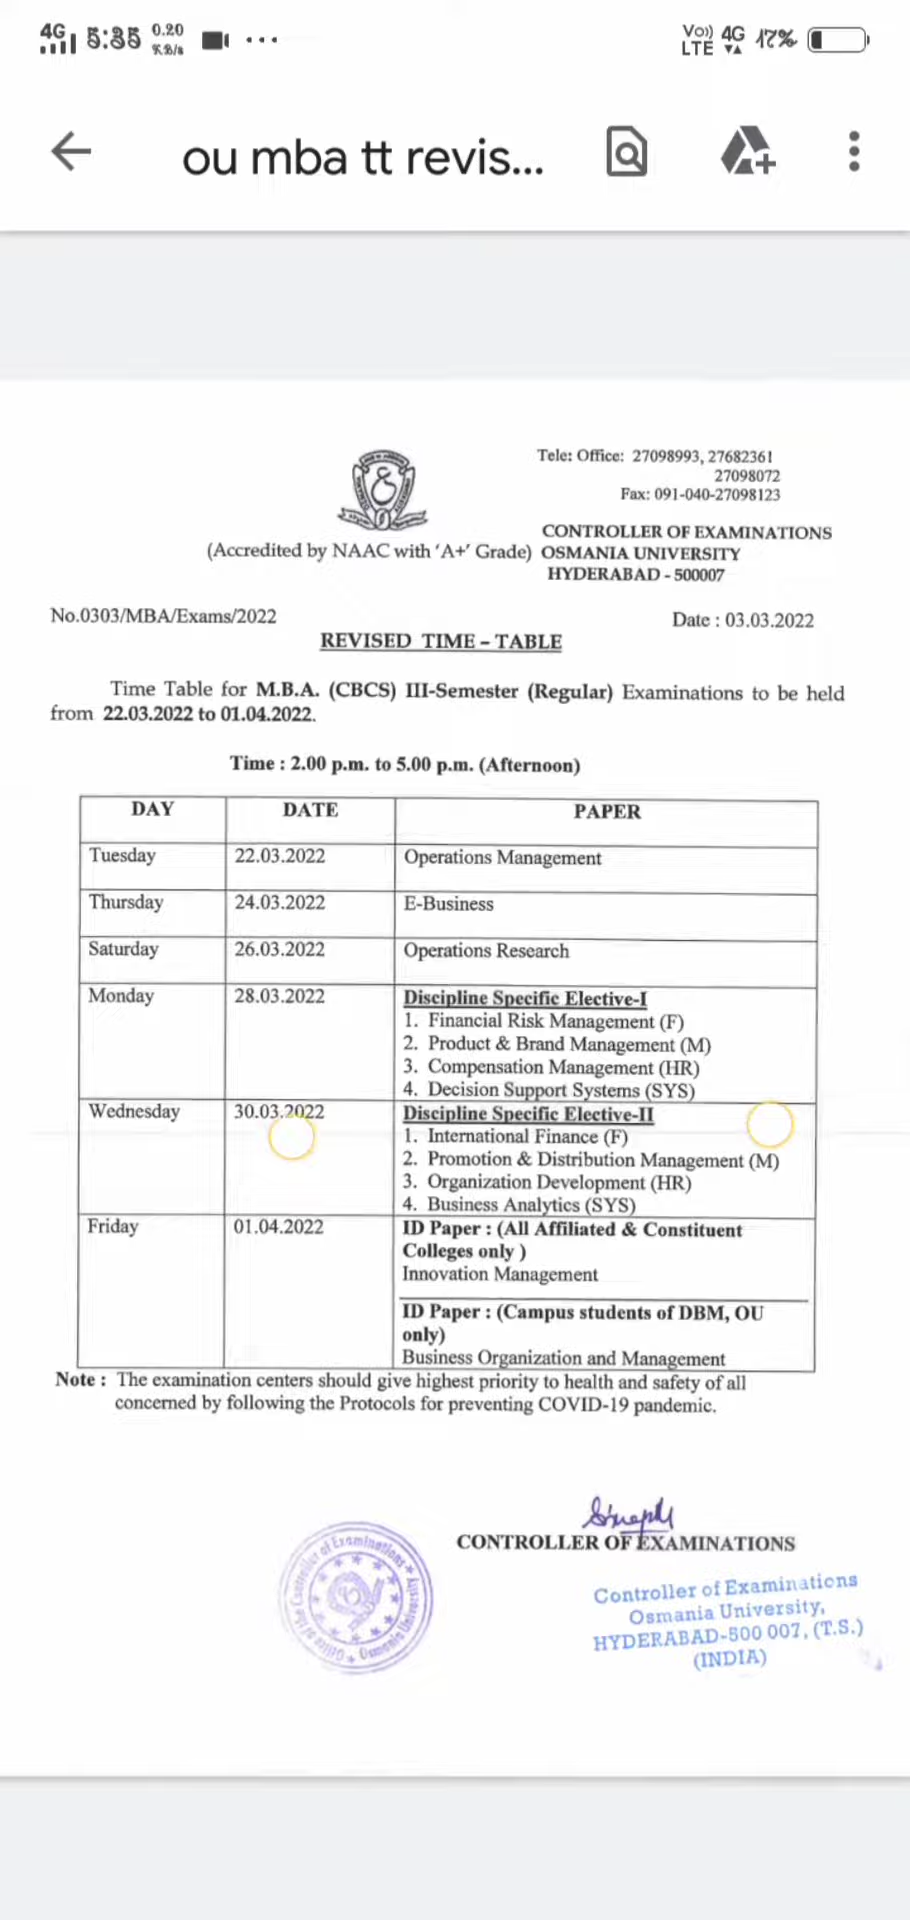 4G 5:35 0.20 K.B/s ... Vo)) LTE 4G 17%
ou mba tt revis...
Tele: Office: 27098993, 27682361
27098072
Fax: 091-040-27098123
CONTROLLER OF EXAMINATIONS
(Accredited by NAAC with 'A+' Grade) OSMANIA UNIVERSITY
HYDERABAD - 500007
No.0303/MBA/Exams/2022 Date : 03.03.2022
REVISED TIME – TABLE
Time Table for M.B.A. (CBCS) III-Semester (Regular) Examinations to be held
from 22.03.2022 to 01.04.2022.
Time : 2.00 p.m. to 5.00 p.m. (Afternoon)
DAY DATE PAPER
Tuesday 22.03.2022 Operations Management
Thursday 24.03.2022 E-Business
Saturday 26.03.2022 Operations Research
Monday 28.03.2022 Discipline Specific Elective-I
1. Financial Risk Management (F)
2. Product & Brand Management (M)
3. Compensation Management (HR)
4. Decision Support Systems (SYS)
Wednesday 30.03.2022 Discipline Specific Elective-II
1. International Finance (F)
2. Promotion & Distribution Management (M)
3. Organization Development (HR)
4. Business Analytics (SYS)
Friday 01.04.2022 ID Paper : (All Affiliated & Constituent
Colleges only )
Innovation Management
ID Paper : (Campus students of DBM, OU
only)
Business Organization and Management
Note : The examination centers should give highest priority to health and safety of all
concerned by following the Protocols for preventing COVID-19 pandemic.
CONTROLLER OF EXAMINATIONS
Office of the Controller of Examinations ★ Osmania University ★
Controller of Examinations
Osmania University,
HYDERABAD-500 007, (T.S.)
(INDIA)